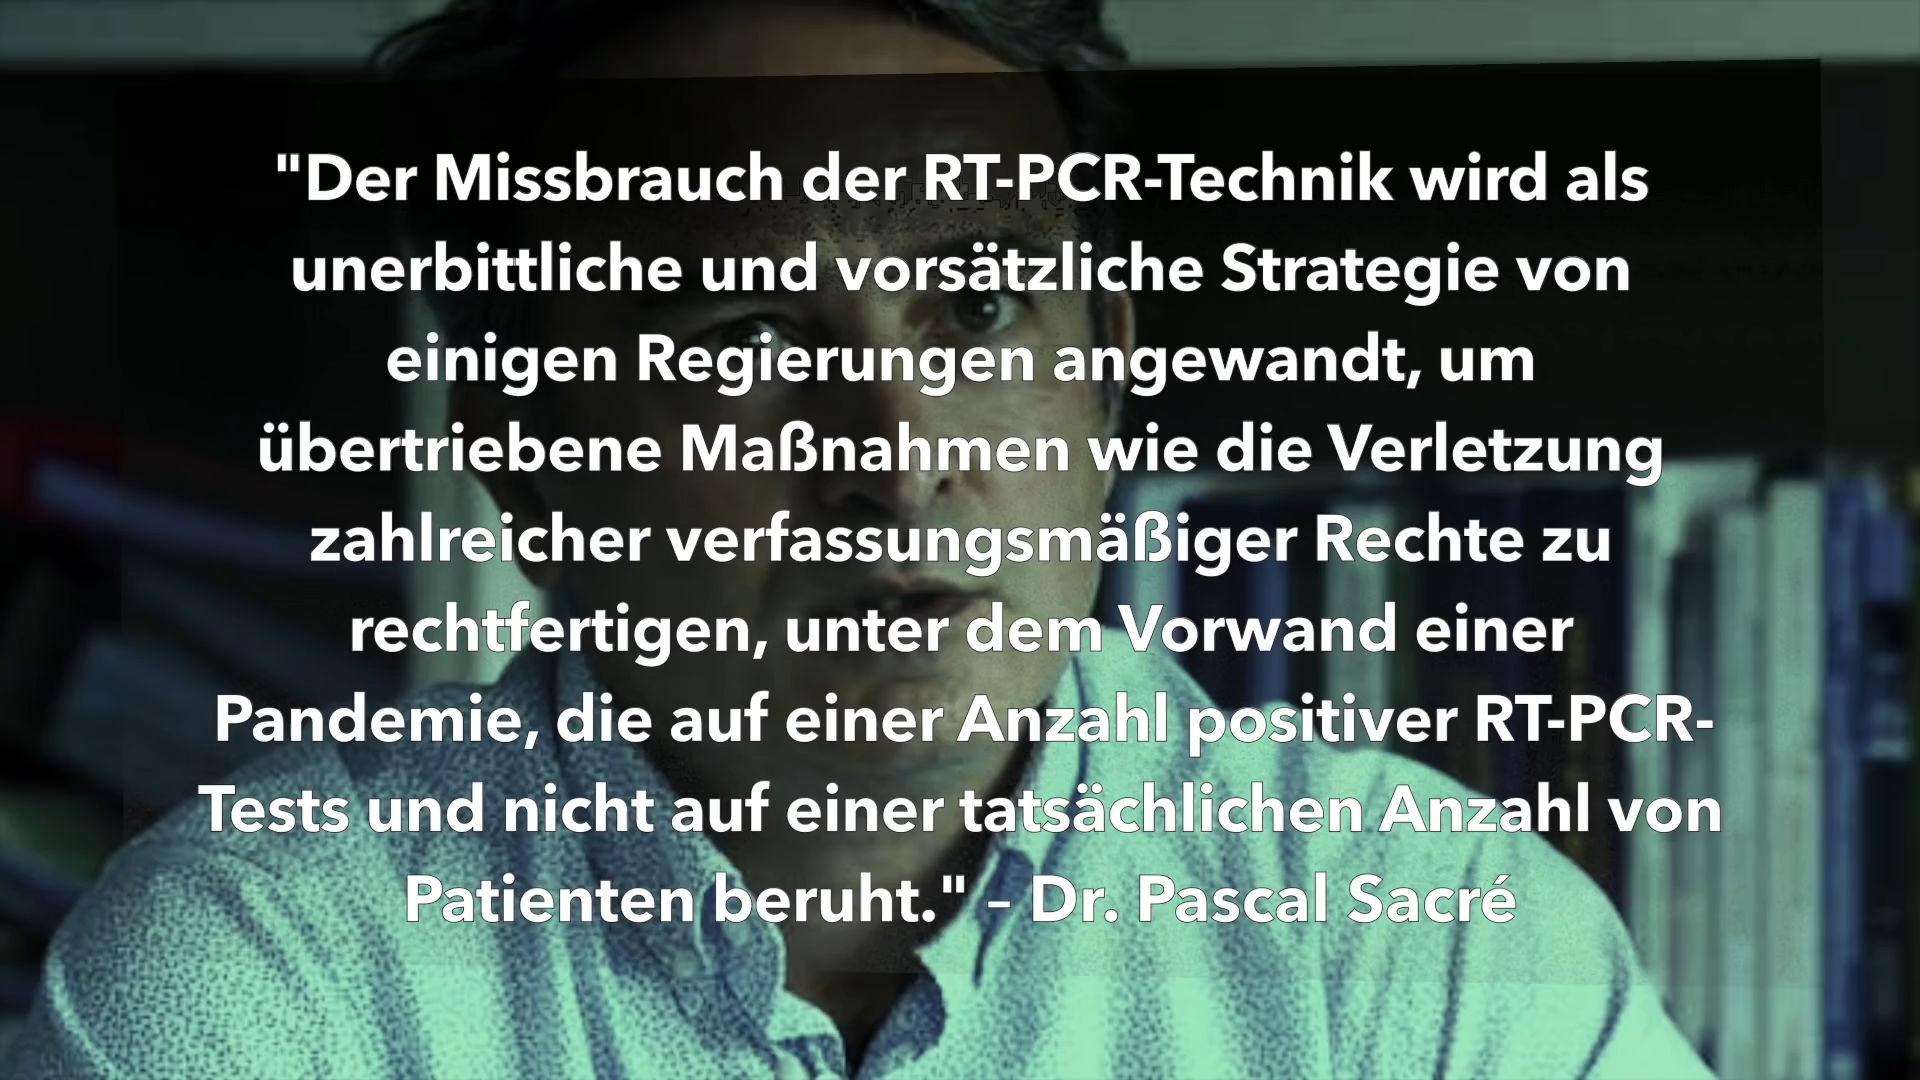 "Der Missbrauch der RT-PCR-Technik wird als
unerbittliche und vorsätzliche Strategie von
einigen Regierungen angewandt, um
übertriebene Maßnahmen wie die Verletzung
zahlreicher verfassungsmäßiger Rechte zu
rechtfertigen, unter dem Vorwand einer
Pandemie, die auf einer Anzahl positiver RT-PCR-
Tests und nicht auf einer tatsächlichen Anzahl von
Patienten beruht." – Dr. Pascal Sacré